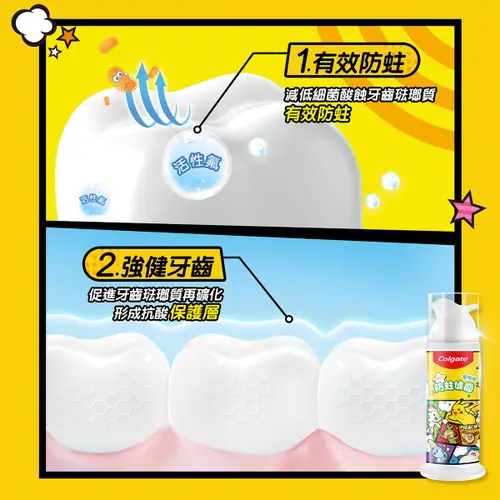 1.有效防蛀
減低細菌酸蝕牙齒琺瑯質
有效防蛀
活性氟
活性氟
2.強健牙齒
促進牙齒琺瑯質再礦化
形成抗酸保護層
Colgate
防蛀健齒